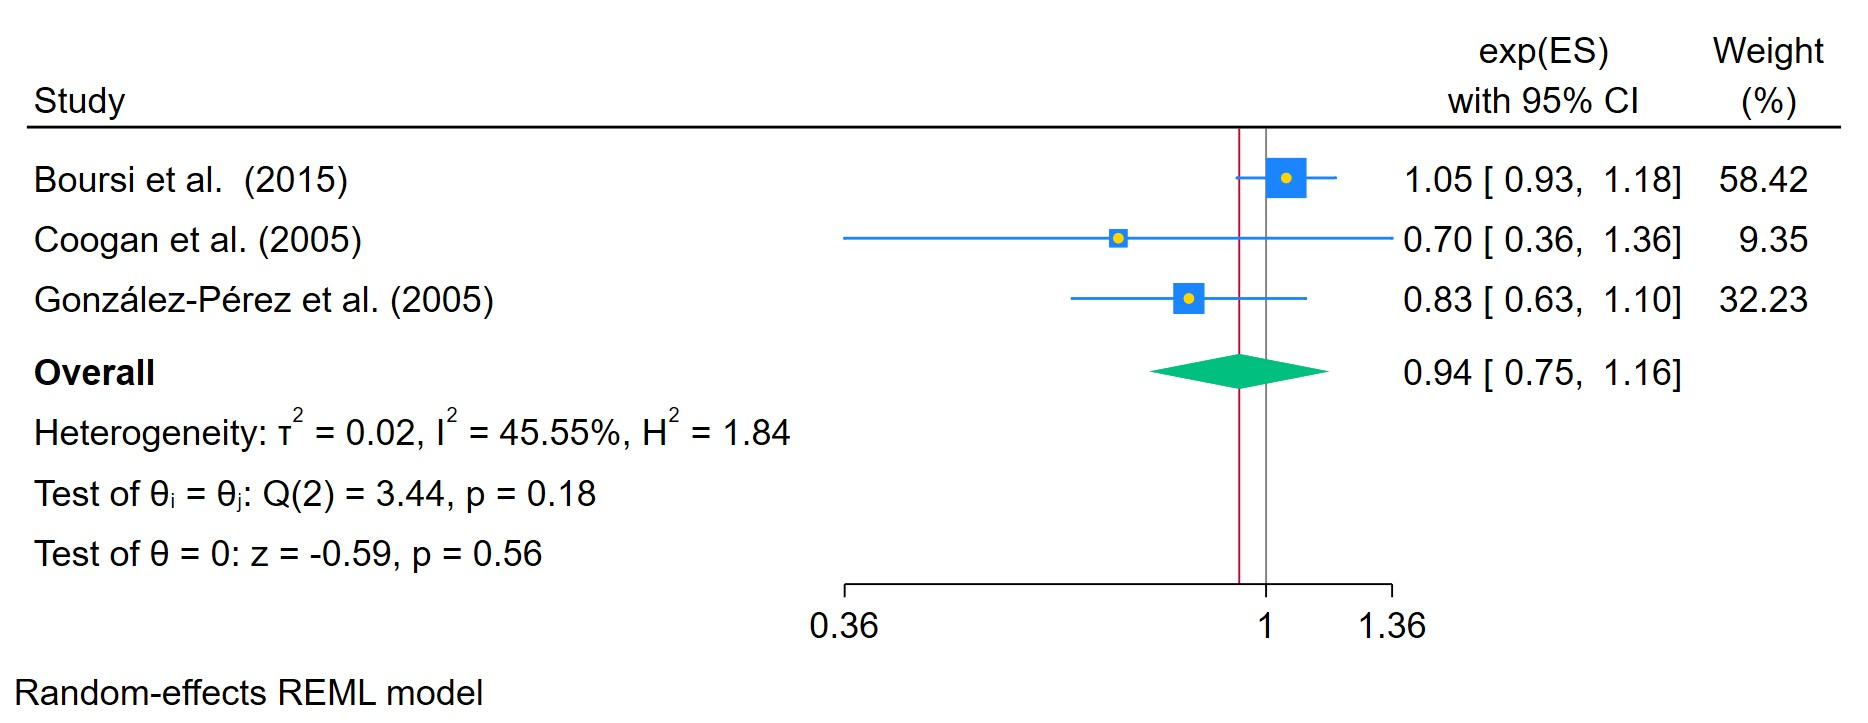 exp(ES) Weight
Study with 95% CI (%)
Boursi et al. (2015) 1.05 [ 0.93, 1.18] 58.42
Coogan et al. (2005) 0.70 [ 0.36, 1.36] 9.35
González-Pérez et al. (2005) 0.83 [ 0.63, 1.10] 32.23
Overall 0.94 [ 0.75, 1.16]
Heterogeneity: τ² = 0.02, I² = 45.55%, H² = 1.84
Test of θᵢ = θⱼ: Q(2) = 3.44, p = 0.18
Test of θ = 0: z = -0.59, p = 0.56
0.36 1 1.36
Random-effects REML model